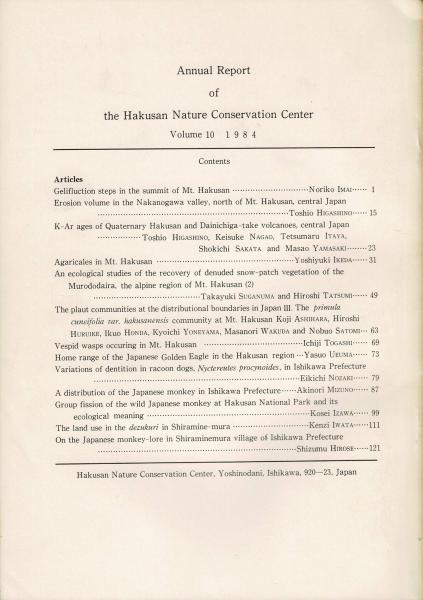 Annual Report
of
the Hakusan Nature Conservation Center
Volume 10 1984
Contents
Articles
Gelifluction steps in the summit of Mt. Hakusan ……………………………Noriko IMAI…… 1
Erosion volume in the Nakanogawa valley, north of Mt. Hakusan, central Japan
……………………………………………………………………Toshio HIGASHINO…… 15
K-Ar ages of Quaternary Hakusan and Dainichiga-take volcanoes, central Japan
………………Toshio HIGASHINO, Keisuke NAGAO, Tetsumaru ITAYA,
Shokichi SAKATA and Masao YAMASAKI………23
Agaricales in Mt. Hakusan ……………………………………………………Yoshiyuki IKEDA…… 31
An ecological studies of the recovery of denuded snow-patch vegetation of the
Murododaira, the alpine region of Mt. Hakusan (2)
………………………………………Takayuki SUGANUMA and Hiroshi TATSUMI…… 49
The plaut communities at the distributional boundaries in Japan III. The primula
cuneifolia var. hakusanensis community at Mt. Hakusan Koji ASHIHARA, Hiroshi
HURUIKE, Ikuo HONDA, Kyoichi YONEYAMA, Masanori WAKUDA and Nobuo SATOMI… 63
Vespid wasps occuring in Mt. Hakusan ……………………………………Ichiji TOGASHI…… 69
Home range of the Japanese Golden Eagle in the Hakusan region …Yasuo UEUMA…… 73
Variations of dentition in racoon dogs, Nyctereutes procynoides, in Ishikawa Prefecture
………………………………………………………………………………Eikichi NOZAKI…… 79
A distribution of the Japanese monkey in Ishikawa Prefecture……Akinori MIZUNO…… 87
Group fission of the wild Japanese monkey at Hakusan National Park and its
ecological meaning ………………………………………………………………Kosei IZAWA…… 99
The land use in the dezukuri in Shiramine-mura ……………………………Kenzi IWATA……111
On the Japanese monkey-lore in Shiraminemura village of Ishikawa Prefecture
……………………………………………………………………………Shizumu HIROSE……121
Hakusan Nature Conservation Center, Yoshinodani, Ishikawa, 920—23, Japan